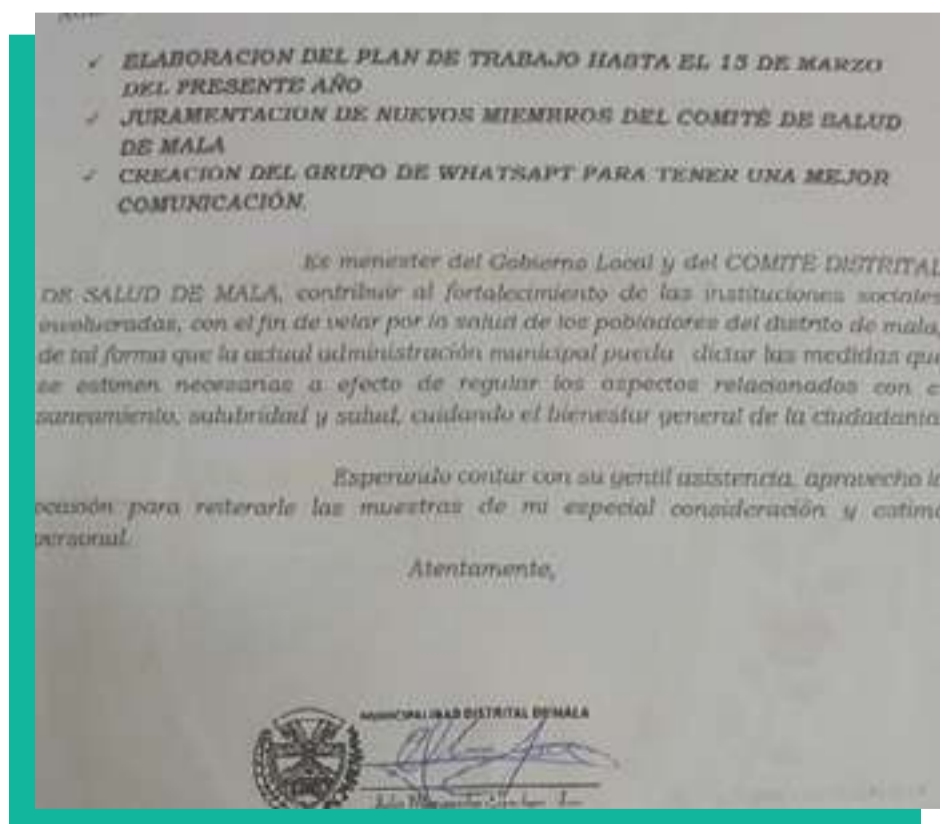 ✓ ELABORACION DEL PLAN DE TRABAJO HASTA EL 15 DE MARZO
DEL PRESENTE AÑO
✓ JURAMENTACION DE NUEVOS MIEMBROS DEL COMITÉ DE SALUD
DE MALA
✓ CREACION DEL GRUPO DE WHATSAPT PARA TENER UNA MEJOR
COMUNICACIÓN.
Es menester del Gobierno Local y del COMITÉ DISTRITAL
DE SALUD DE MALA, contribuir al fortalecimiento de las instituciones sociales
involucradas, con el fin de velar por la salud de los pobladores del distrito de mala,
de tal forma que la actual administración municipal pueda dictar las medidas que
se estimen necesarias a efecto de regular los aspectos relacionados con e
saneamiento, salubridad y salud, cuidando el bienestar general de la ciudadanía
Esperando contar con su gentil asistencia, aprovecho la
ocasión para reiterarle las muestras de mi especial consideración y estima
personal.
Atentamente,
MUNICIPALIDAD DISTRITAL DE MALA